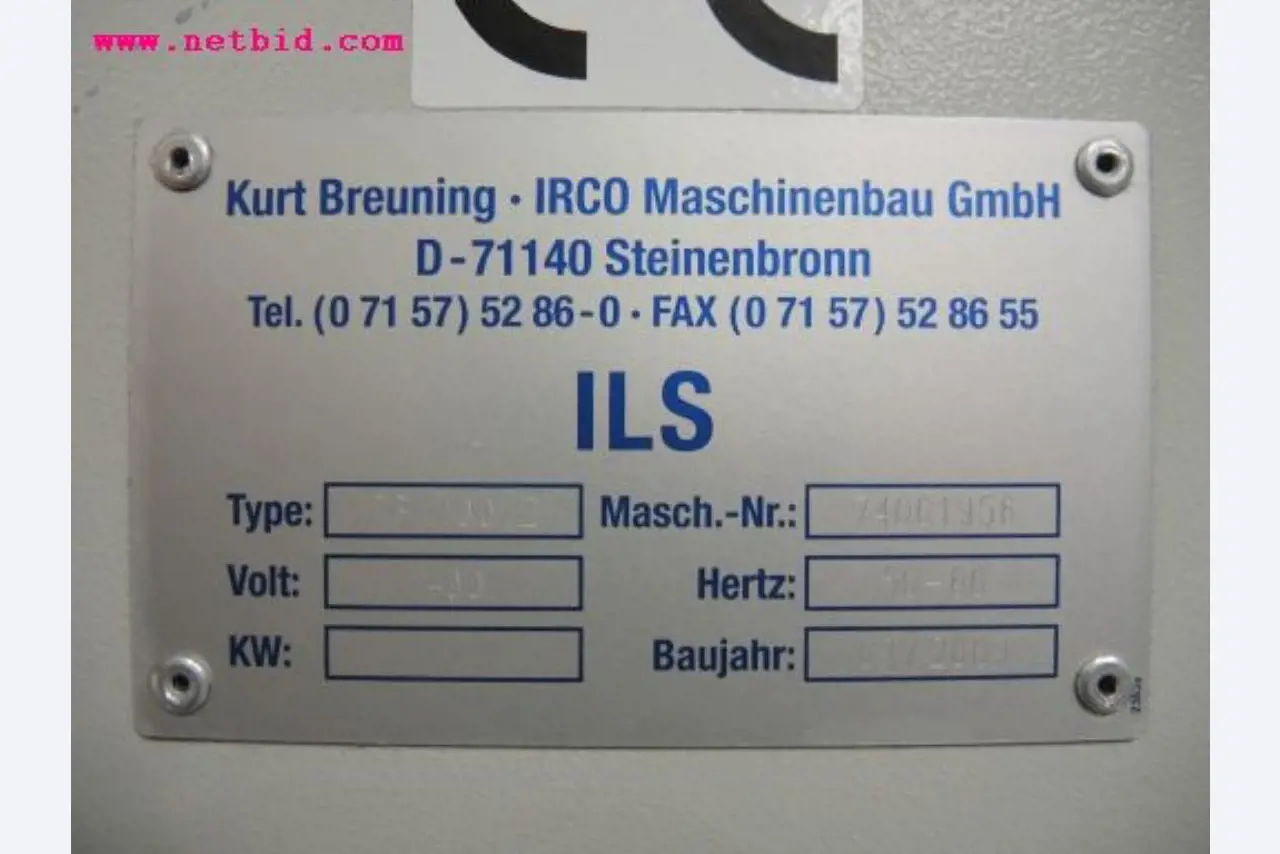 www.netbid.com
Kurt Breuning · IRCO Maschinenbau GmbH
D-71140 Steinenbronn
Tel. (0 71 57) 52 86-0 · FAX (0 71 57) 52 86 55
ILS
Type: Masch.-Nr.: 74001956
Volt: Hertz:
KW: Baujahr: